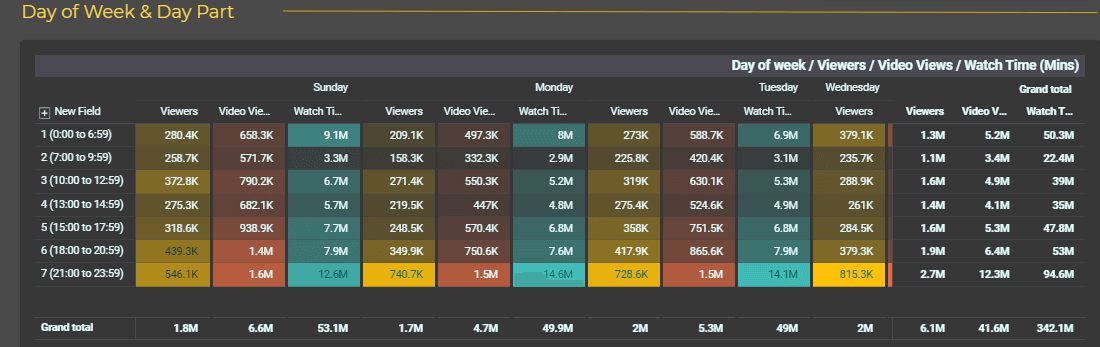 Day of Week & Day Part
Day of week / Viewers / Video Views / Watch Time (Mins)
Sunday Monday Tuesday Wednesday Grand total
New Field Viewers Video Vie... Watch Ti... Viewers Video Vie... Watch Ti... Viewers Video Vie... Watch Ti... Viewers Viewers Video V... Watch T...
1 (0:00 to 6:59) 280.4K 658.3K 9.1M 209.1K 497.3K 8M 273K 588.7K 6.9M 379.1K 1.3M 5.2M 50.3M
2 (7:00 to 9:59) 258.7K 571.7K 3.3M 158.3K 332.3K 2.9M 225.8K 420.4K 3.1M 235.7K 1.1M 3.4M 22.4M
3 (10:00 to 12:59) 372.8K 790.2K 6.7M 271.4K 550.3K 5.2M 319K 630.1K 5.3M 288.9K 1.6M 4.9M 39M
4 (13:00 to 14:59) 275.3K 682.1K 5.7M 219.5K 447K 4.8M 275.4K 524.6K 4.9M 261K 1.4M 4.1M 35M
5 (15:00 to 17:59) 318.6K 938.9K 7.7M 248.5K 570.4K 6.8M 358K 751.5K 6.8M 284.5K 1.6M 5.3M 47.8M
6 (18:00 to 20:59) 439.3K 1.4M 7.9M 349.9K 750.6K 7.6M 417.9K 865.6K 7.9M 379.3K 1.9M 6.4M 53M
7 (21:00 to 23:59) 546.1K 1.6M 12.6M 740.7K 1.5M 14.6M 728.6K 1.5M 14.1M 815.3K 2.7M 12.3M 94.6M
Grand total 1.8M 6.6M 53.1M 1.7M 4.7M 49.9M 2M 5.3M 49M 2M 6.1M 41.6M 342.1M